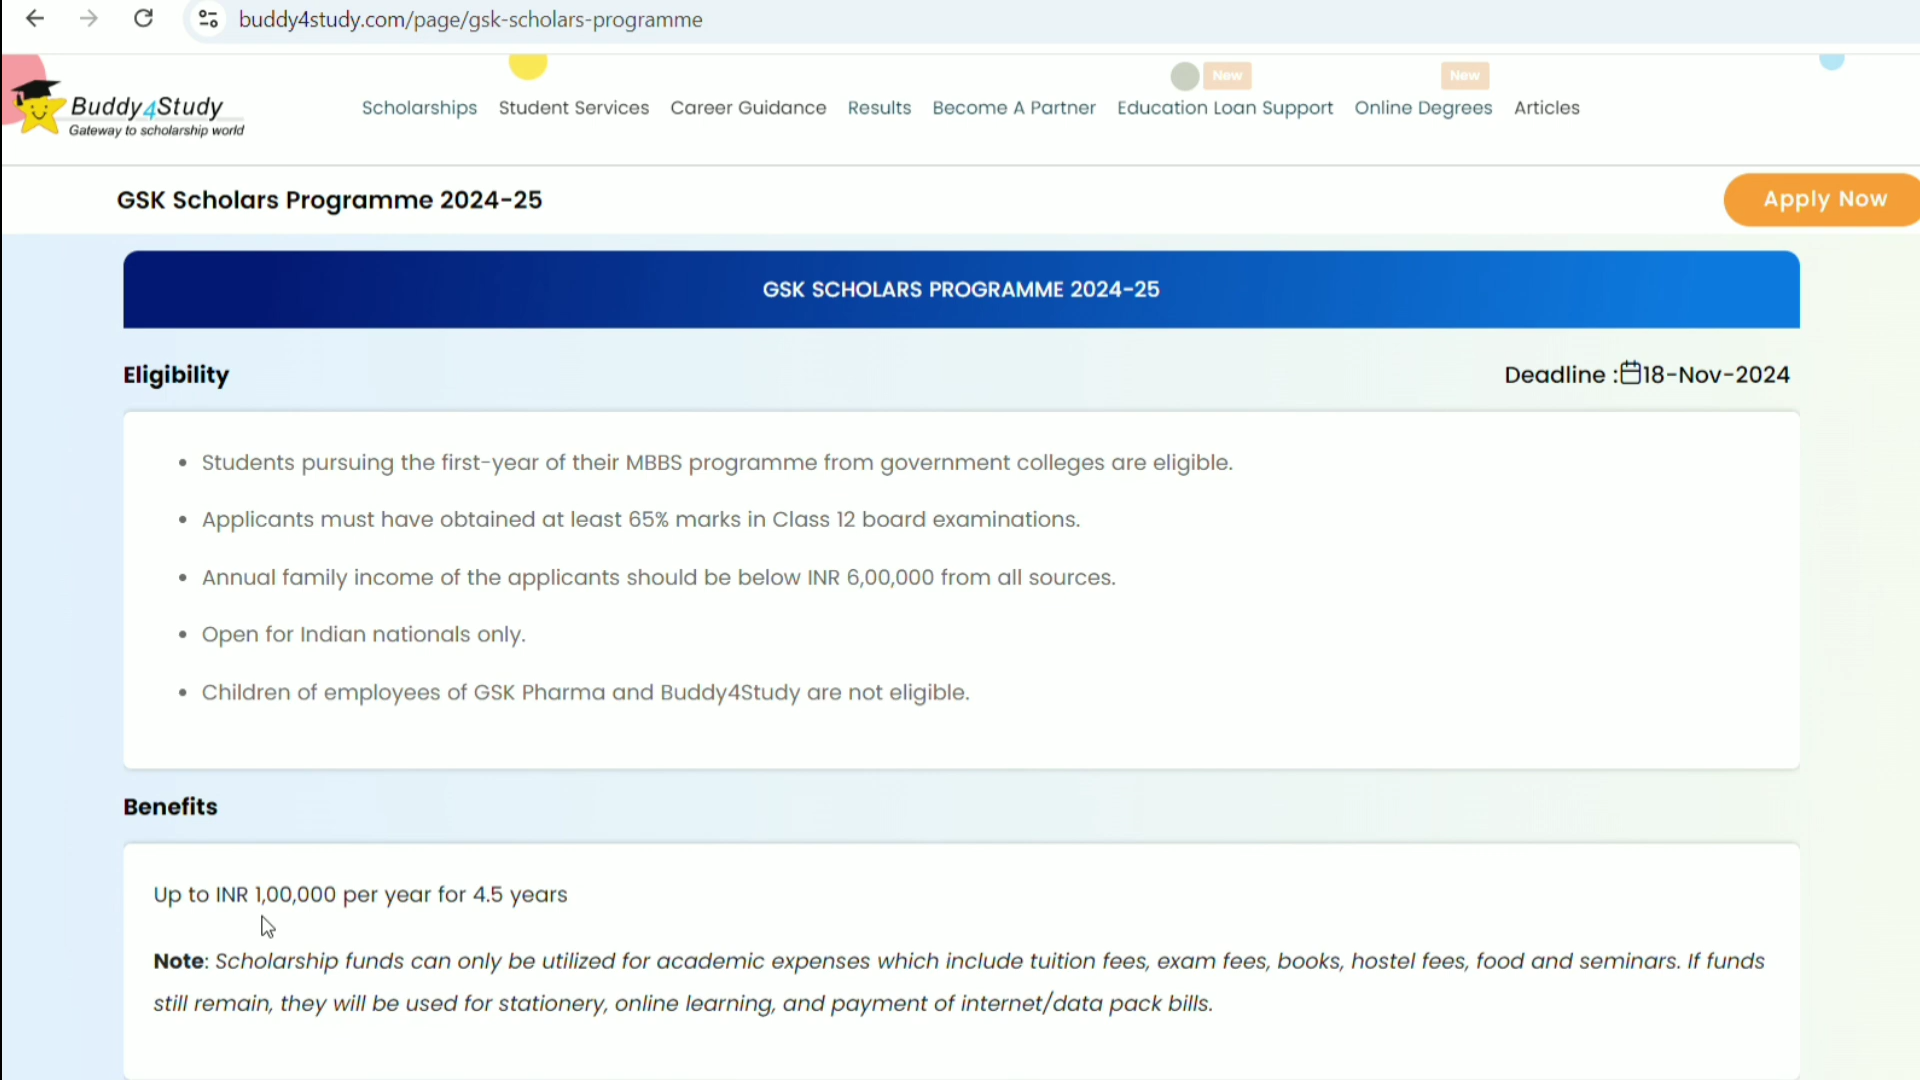 buddy4study.com/page/gsk-scholars-programme
New
New
Buddy4Study
Gateway to scholarship world
Scholarships Student Services Career Guidance Results Become A Partner Education Loan Support Online Degrees Articles
GSK Scholars Programme 2024-25
Apply Now
GSK SCHOLARS PROGRAMME 2024-25
Eligibility
Deadline :18-Nov-2024
• Students pursuing the first-year of their MBBS programme from government colleges are eligible.
• Applicants must have obtained at least 65% marks in Class 12 board examinations.
• Annual family income of the applicants should be below INR 6,00,000 from all sources.
• Open for Indian nationals only.
• Children of employees of GSK Pharma and Buddy4Study are not eligible.
Benefits
Up to INR 1,00,000 per year for 4.5 years
Note: Scholarship funds can only be utilized for academic expenses which include tuition fees, exam fees, books, hostel fees, food and seminars. If funds
still remain, they will be used for stationery, online learning, and payment of internet/data pack bills.